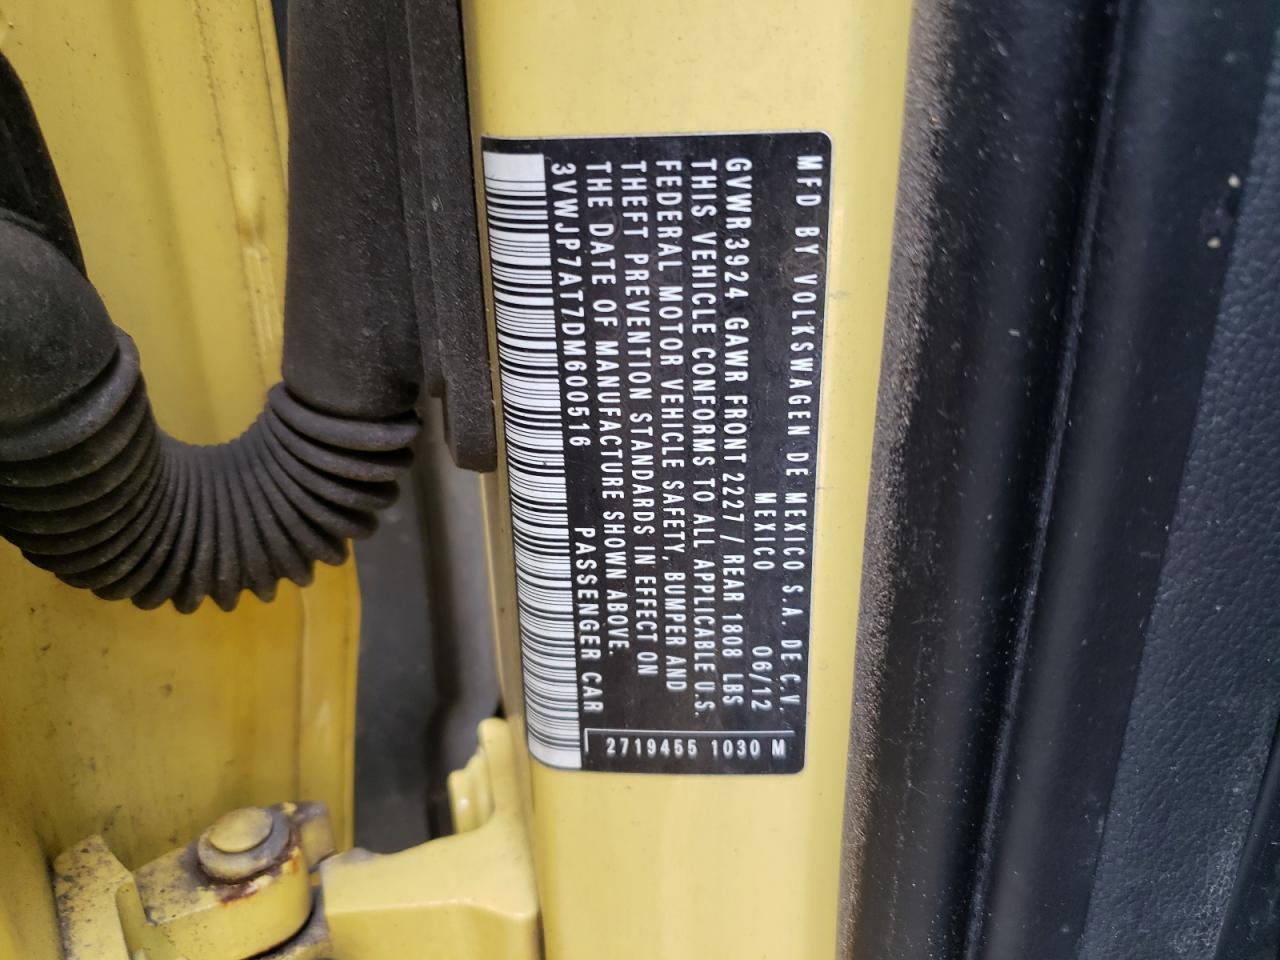 MFD BY VOLKSWAGEN DE MEXICO S.A. DE C.V.
MEXICO 06/12
GVWR3924 GAWR FRONT 2227 / REAR 1808 LBS
THIS VEHICLE CONFORMS TO ALL APPLICABLE U.S.
FEDERAL MOTOR VEHICLE SAFETY, BUMPER AND
THEFT PREVENTION STANDARDS IN EFFECT ON
THE DATE OF MANUFACTURE SHOWN ABOVE.
3VWJP7AT7DM600516 PASSENGER CAR
2719455 1030 M